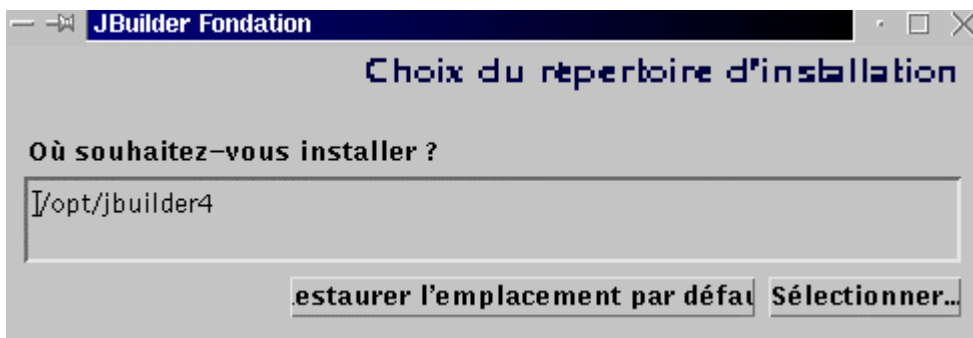 JBuilder Fondation
Choix du répertoire d'installation
Où souhaitez-vous installer ?
/opt/jbuilder4
.estaurer l'emplacement par défau Sélectionner...